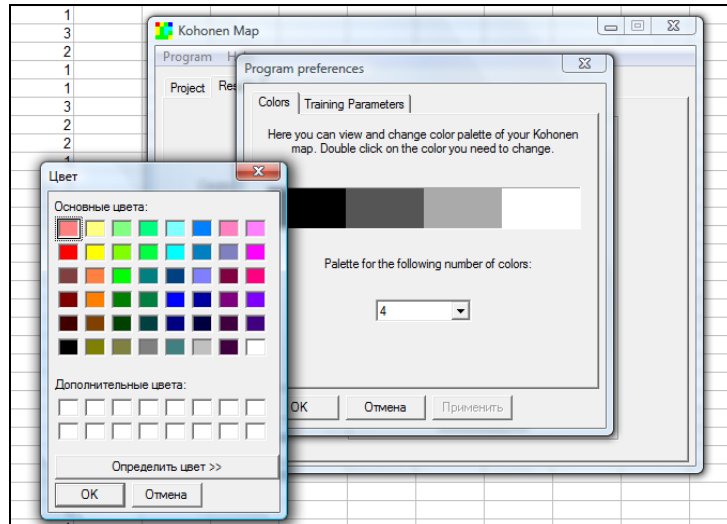 1
3
2
1
1
3
2
2
Kohonen Map
Program
Project
Program preferences
Colors
Training Parameters
Here you can view and change color palette of your Kohonen
map. Double click on the color you need to change.
Palette for the following number of colors:
4
OK
Отмена
Применить
Цвет
Основные цвета:
Дополнительные цвета:
Определить цвет >>
OK
Отмена